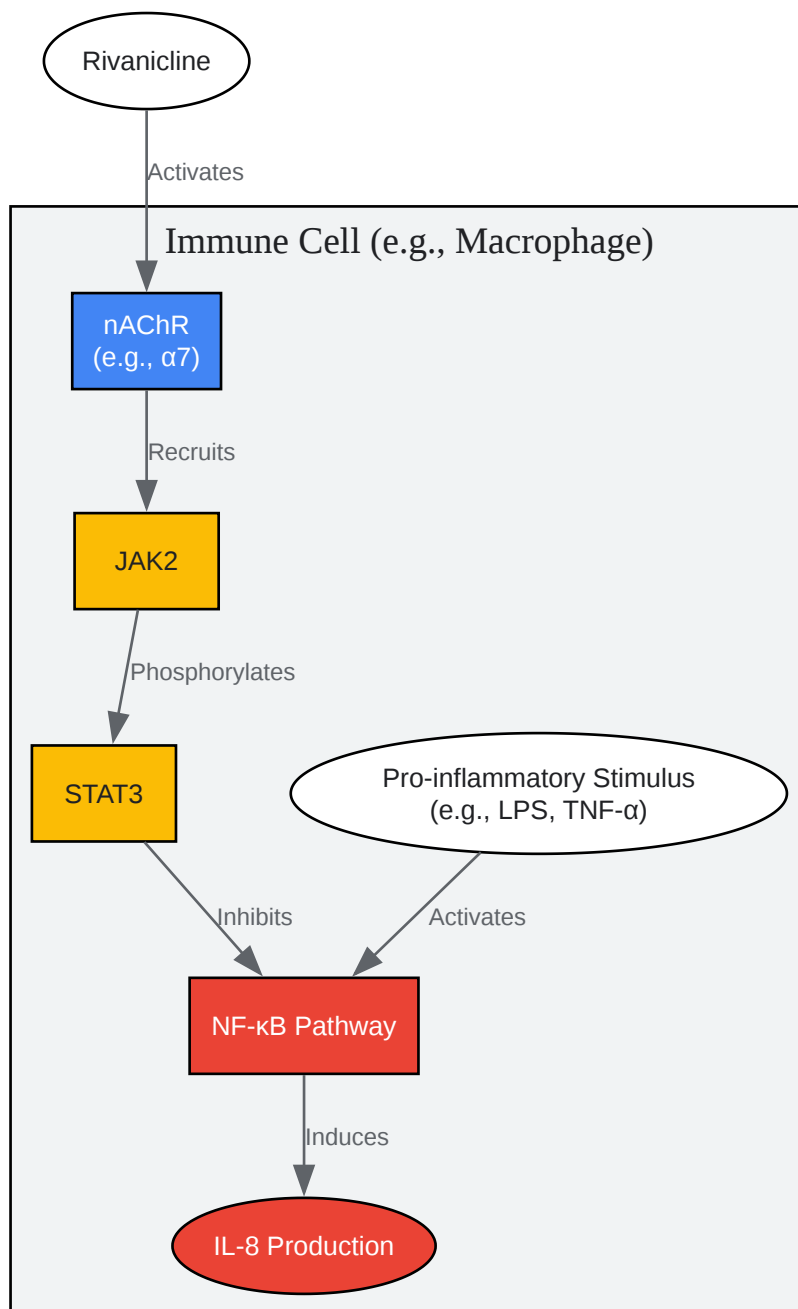 Rivanicline
Activates
Immune Cell (e.g., Macrophage)
nAChR
(e.g., α7)
Recruits
JAK2
Phosphorylates
STAT3
Pro-inflammatory Stimulus
(e.g., LPS, TNF-α)
Inhibits
Activates
NF-κB Pathway
Induces
IL-8 Production